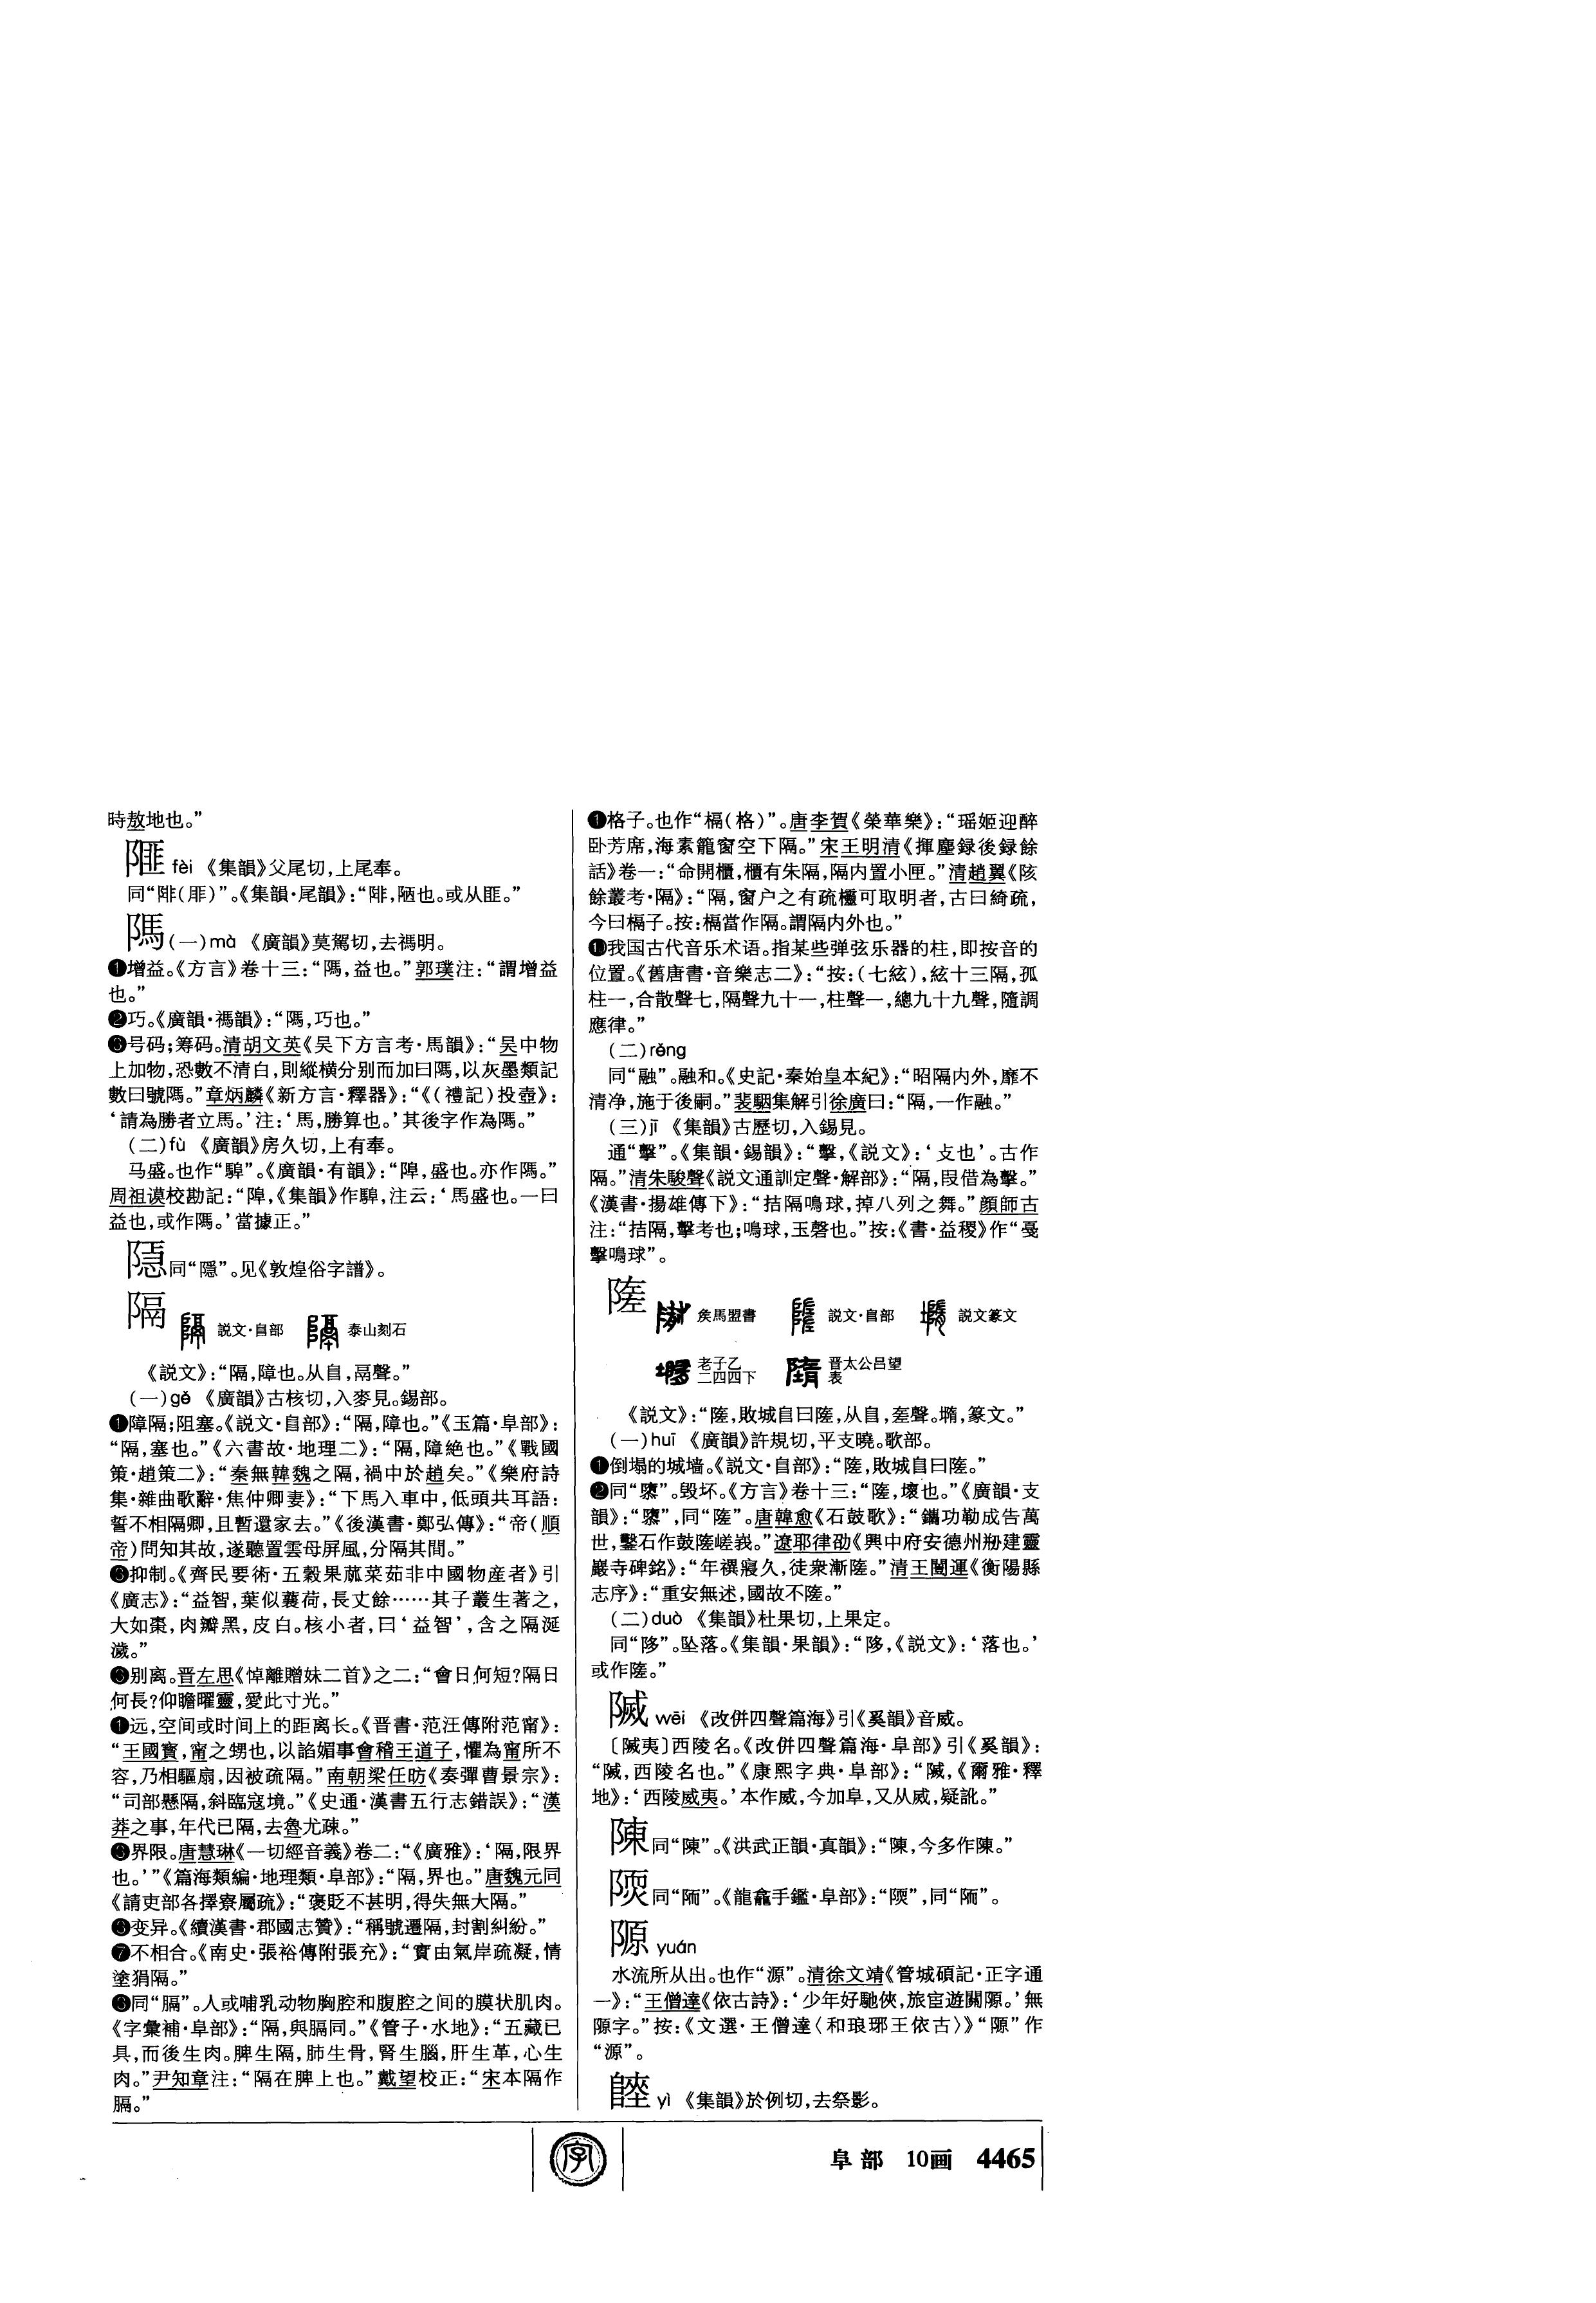 時敖地也。”
fèi 《集韻》父尾切,上尾奉。
同“陫(厞)”。《集韻·尾韻》:“陫,陋也。或从匪。”
隖(一)mà 《廣韻》莫駕切,去禡明。
❶增益。《方言》卷十三:“隖,益也。”郭璞注:“謂增益
也。”
❷巧。《廣韻·禡韻》:“隖,巧也。”
❸号码;筹码。清胡文英《吴下方言考·馬韻》:“吴中物
上加物,恐數不清白,則縱横分别而加曰隖,以灰墨類記
數曰號隖。”章炳麟《新方言·釋器》:“《(禮記)投壺》:
‘請為勝者立馬。’注:‘馬,勝算也。’其後字作為隖。”
(二)fù 《廣韻》房久切,上有奉。
马盛。也作“騿”。《廣韻·有韻》:“陴,盛也。亦作隖。”
周祖谟校勘記:“《集韻》作,注云:‘馬盛也。一曰
益也,或作隖。’當據正。”
同“隱”。见《敦煌俗字譜》。
隔 説文·𨸏部 泰山刻石
《説文》:“隔,障也。从𨸏,鬲聲。”
(一)gé 《廣韻》古核切,入麥見。錫部。
❶障隔;阻塞。《説文·𨸏部》:“隔,障也。”《玉篇·阜部》:
“隔,塞也。”《六書故·地理二》:“隔,障絶也。”《戰國
策·趙策二》:“秦無韓魏之隔,禍中於趙矣。”《樂府詩
集·雜曲歌辭·焦仲卿妻》:“下馬入車中,低頭共耳語:
誓不相隔卿,且暫還家去。”《後漢書·鄭弘傳》:“帝(順
帝)問知其故,遂聽置雲母屏風,分隔其間。”
❸抑制。《齊民要術·五穀果蓏菜茹非中國物産者》引
《廣志》:“益智,葉似蘘荷,長丈餘……其子叢生著之,
大如棗,肉瓣黑,皮白。核小者,曰‘益智’,含之隔涎
濊。”
❸别离。晋左思《悼離贈妹二首》之二:“會日何短?隔日
何長?仰瞻曜靈,愛此寸光。”
❶远,空间或时间上的距离长。《晋書·范汪傳附范甯》:
“王國寳,甯之甥也,以諂媚事會稽王道子,懼為甯所不
容,乃相驅扇,因被疏隔。”南朝梁任昉《奏彈曹景宗》:
“司部懸隔,斜臨寇境。”《史通·漢書五行志錯誤》:“漢
莽之事,年代已隔,去魯尤疎。”
❸界限。唐慧琳《一切經音義》卷二:“《廣雅》:‘隔,限界
也。’”《篇海類編·地理類·阜部》:“隔,界也。”唐魏元同
《請吏部各擇寮屬疏》:“褒貶不甚明,得失無大隔。”
❸变异。《續漢書·郡國志贊》:“稱號遷隔,封割糾紛。”
❼不相合。《南史·張裕傳附張充》:“實由氣岸疏凝,情
塗狷隔。”
❸同“膈”。人或哺乳动物胸腔和腹腔之间的膜状肌肉。
《字彙補·阜部》:“隔,與膈同。”《管子·水地》:“五藏已
具,而後生肉。脾生隔,肺生骨,腎生腦,肝生革,心生
肉。”尹知章注:“隔在脾上也。”戴望校正:“宋本隔作
膈。”
❶格子。也作“槅(格)”。唐李賀《榮華樂》:“瑶姬迎醉
卧芳席,海素籠窗空下隔。”宋王明清《揮麈録後録餘
話》卷一:“命開櫃,櫃有朱隔,隔内置小匣。”清趙翼《陔
餘叢考·隔》:“隔,窗户之有疏櫺可取明者,古曰綺疏,
今曰槅子。按:槅當作隔。謂隔内外也。”
❶我国古代音乐术语。指某些弹弦乐器的柱,即按音的
位置。《舊唐書·音樂志二》:“按:(七絃),絃十三隔,孤
柱一,合散聲七,隔聲九十一,柱聲一,總九十九聲,隨調
應律。”
(二)rěng
同“融”。融和。《史記·秦始皇本紀》:“昭隔内外,靡不
清净,施于後嗣。”裴駰集解引徐廣曰:“隔,一作融。”
(三)jī 《集韻》古歷切,入錫見。
通“擊”。《集韻·錫韻》:“擊,《説文》:‘攴也’。古作
隔。”清朱駿聲《説文通訓定聲·解部》:“隔,叚借為擊。”
《漢書·揚雄傳下》:“拮隔鳴球,掉八列之舞。”顔師古
注:“拮隔,擊考也;鳴球,玉磬也。”按:《書·益稷》作“戛
擊鳴球”。
陸 矦馬盟書 説文·𨸏部 説文篆文
老子乙二四四下 晋太公吕望表
《説文》:“隓,敗城𨸏曰隓,从𨸏,聲。墮,篆文。”
(一)huī 《廣韻》許規切,平支曉。歌部。
❶倒塌的城墙。《説文·𨸏部》:“隓,敗城𨸏曰隓。”
❷同“隳”。毁坏。《方言》卷十三:“隓,壞也。”《廣韻·支
韻》:“隳”,同“隓”。唐韓愈《石鼓歌》:“鐫功勒成告萬
世,鑿石作鼓隓嵯峩。”遼耶律劭《興中府安德州刱建靈
巖寺碑銘》:“年禩寢久,徒衆漸隓。”清王闓運《衡陽縣
志序》:“重安無述,國故不隓。”
(二)duò 《集韻》杜果切,上果定。
同“陊”。坠落。《集韻·果韻》:“陊,《説文》:‘落也。’
或作隓。”
wēi 《改併四聲篇海》引《奚韻》音威。
〔夷〕西陵名。《改併四聲篇海·阜部》引《奚韻》:
“西陵名也。”《康熙字典·阜部》:“《爾雅·釋
地》:‘西陵威夷。’本作威,今加阜,又从烕,疑訛。”
同“陳”。《洪武正韻·真韻》:“陳,今多作陳。”
同“陑”。《龍龕手鑑·阜部》:“”,同“陑”。
yuán
水流所从出。也作“源”。清徐文靖《管城碩記·正字通
一》:“王僧達《依古詩》:‘少年好馳俠,旅宦遊關隙。’無
字。”按:《文選·王僧達〈和琅琊王依古〉》“”作
“源”。
yì 《集韻》於例切,去祭影。
字
阜部 10画 4465